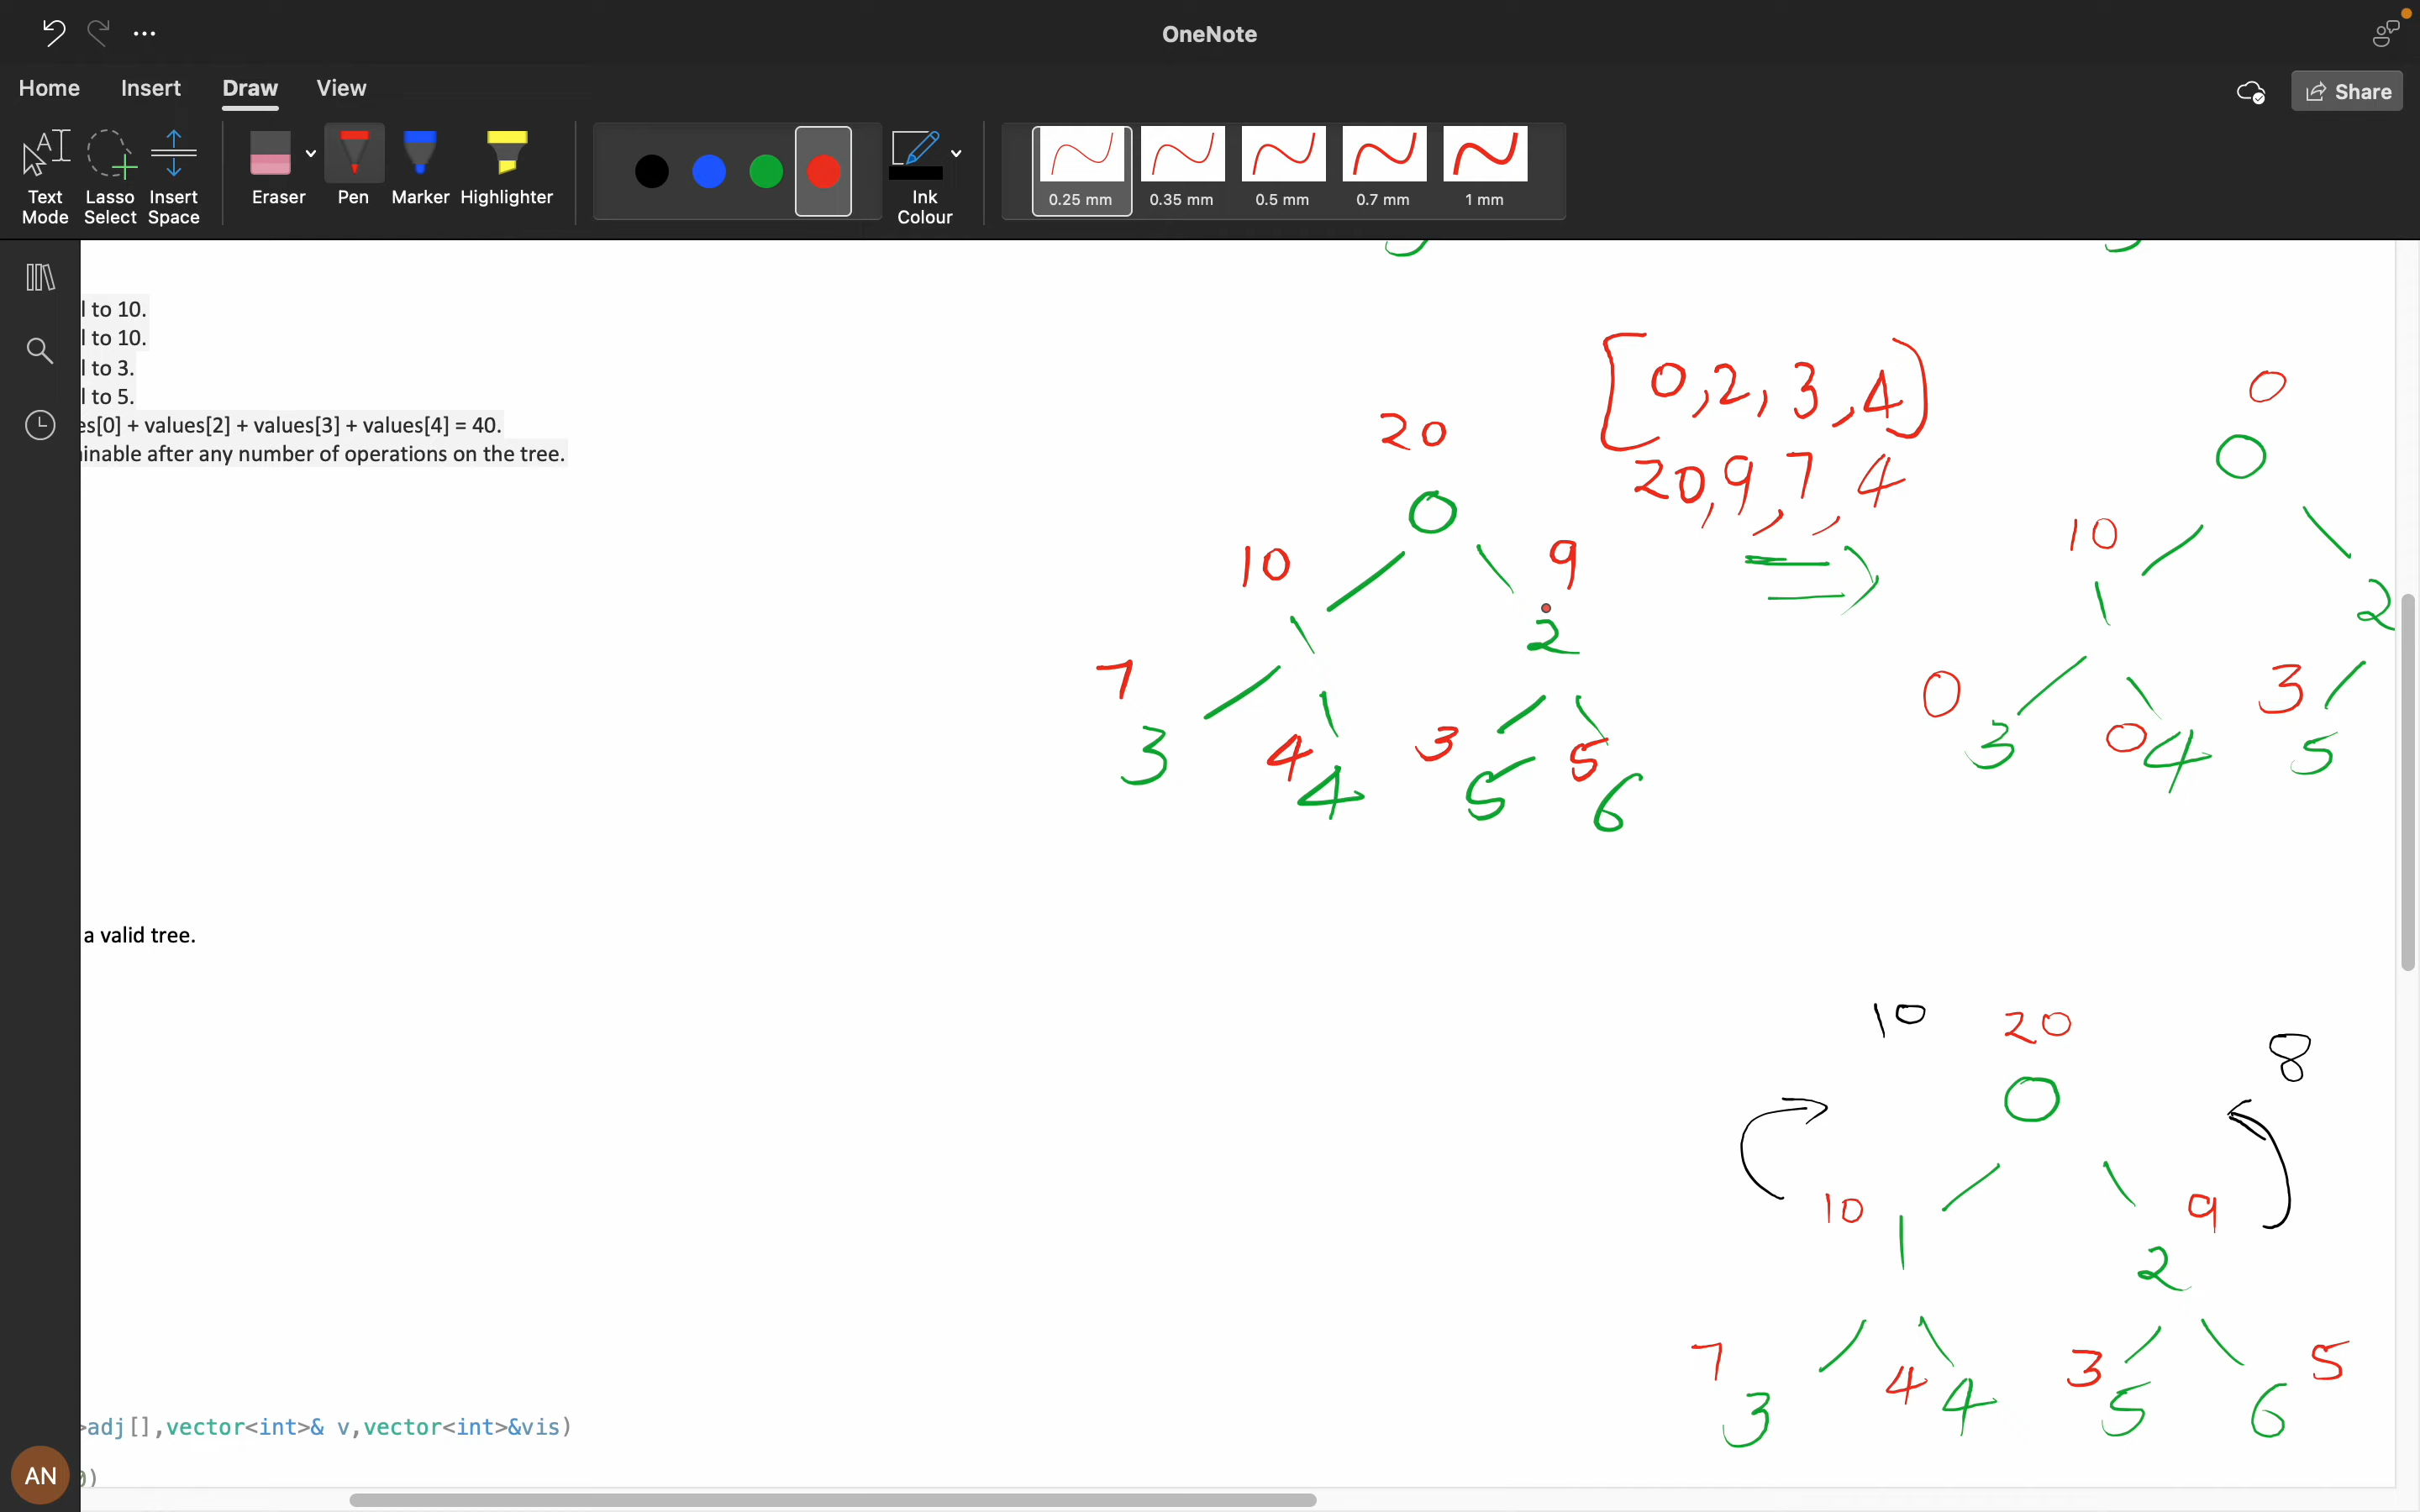 OneNote
Home Insert Draw View
Share
Text Mode
Lasso Select
Insert Space
Eraser
Pen
Marker
Highlighter
Ink Colour
0.25 mm
0.35 mm
0.5 mm
0.7 mm
1 mm
l to 10.
l to 10.
l to 3.
l to 5.
es[0] + values[2] + values[3] + values[4] = 40.
inable after any number of operations on the tree.
[0,2,3,4]
20,9,7,4
20
0
10 9
1 2
7 4 3 5
3 4 5 6
0
0
10
1 2
0 0 3
3 4 5
a valid tree.
10 20 8
0
10 9
1 2
7 4 3 5
3 4 5 6
>adj[],vector<int>& v,vector<int>&vis)
0)
AN